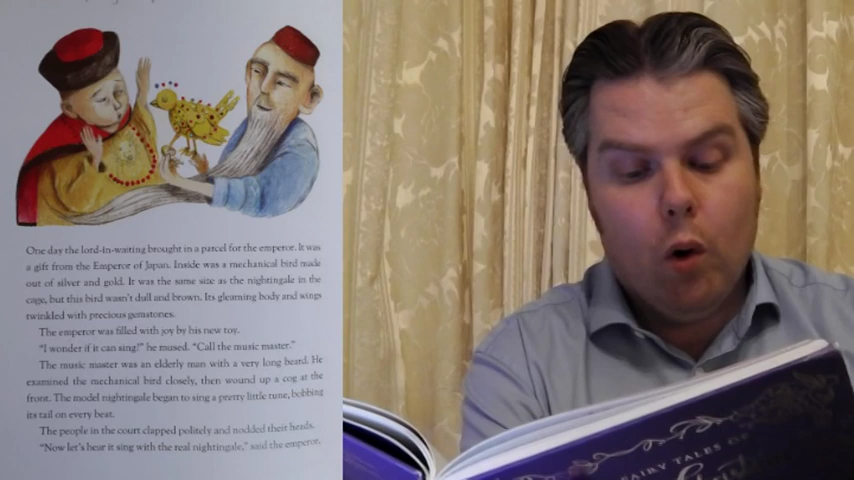 One day the lord-in-waiting brought in a parcel for the emperor. It was
a gift from the Emperor of Japan. Inside was a mechanical bird made
out of silver and gold. It was the same size as the nightingale in the
cage, but this bird wasn't dull and brown. Its gleaming body and wings
twinkled with precious gemstones.
The emperor was filled with joy by his new toy.
"I wonder if it can sing?" he mused. "Call the music master."
The music master was an elderly man with a very long beard. He
examined the mechanical bird closely, then wound up a cog at the
front. The model nightingale began to sing a pretty little tune, bobbing
its tail on every beat.
The people in the court clapped politely and nodded their heads.
"Now let's hear it sing with the real nightingale," said the emperor.
FAIRY TALES